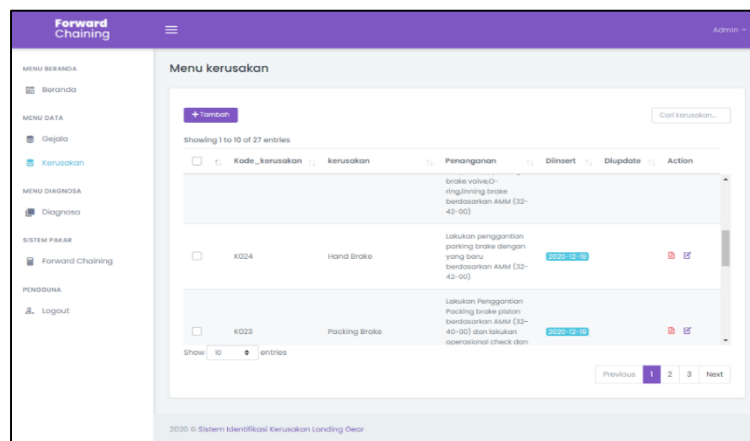 Forward
Chaining
Admin
MENU BERANDA
Beranda
MENU DATA
Gejala
Kerusakan
MENU DIAGNOSA
Diagnosa
SISTEM PAKAR
Forward Chaining
PENGGUNA
Logout
Menu kerusakan
+ Tambah
Cari kerusakan...
Showing 1 to 10 of 27 entries
Kode_kerusakan kerusakan Penanganan Diinsert Diupdate Action
brake valve,O-
ring,linning brake
berdasarkan AMM (32-
42-00)
Lakukan penggantian
parking brake dengan
K024 Hand Brake yang baru 2020-12-19
berdasarkan AMM (32-
42-00)
Lakukan Penggantian
Packing brake piston
berdasarkan AMM (32-
K023 Packing Brake 40-00) dan lakukan 2020-12-19
operasional check dan
Show 10 entries
Previous 1 2 3 Next
2020 © Sistem Identifikasi Kerusakan Landing Gear